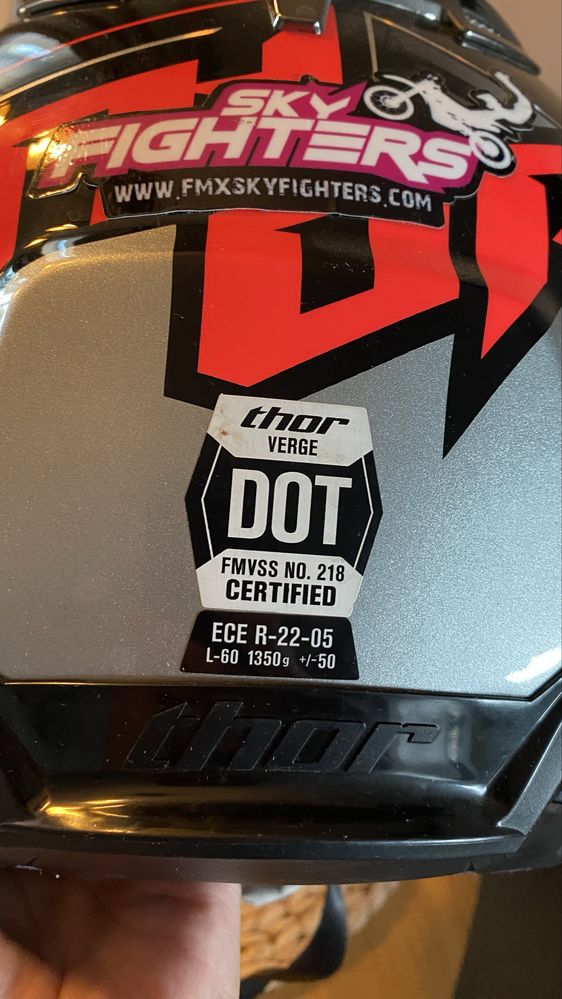 SKY
FIGHTERS
WWW.FMXSKYFIGHTERS.COM
thor
VERGE
DOT
FMVSS NO. 218
CERTIFIED
ECE R-22-05
L-60 1350g +/-50
thor